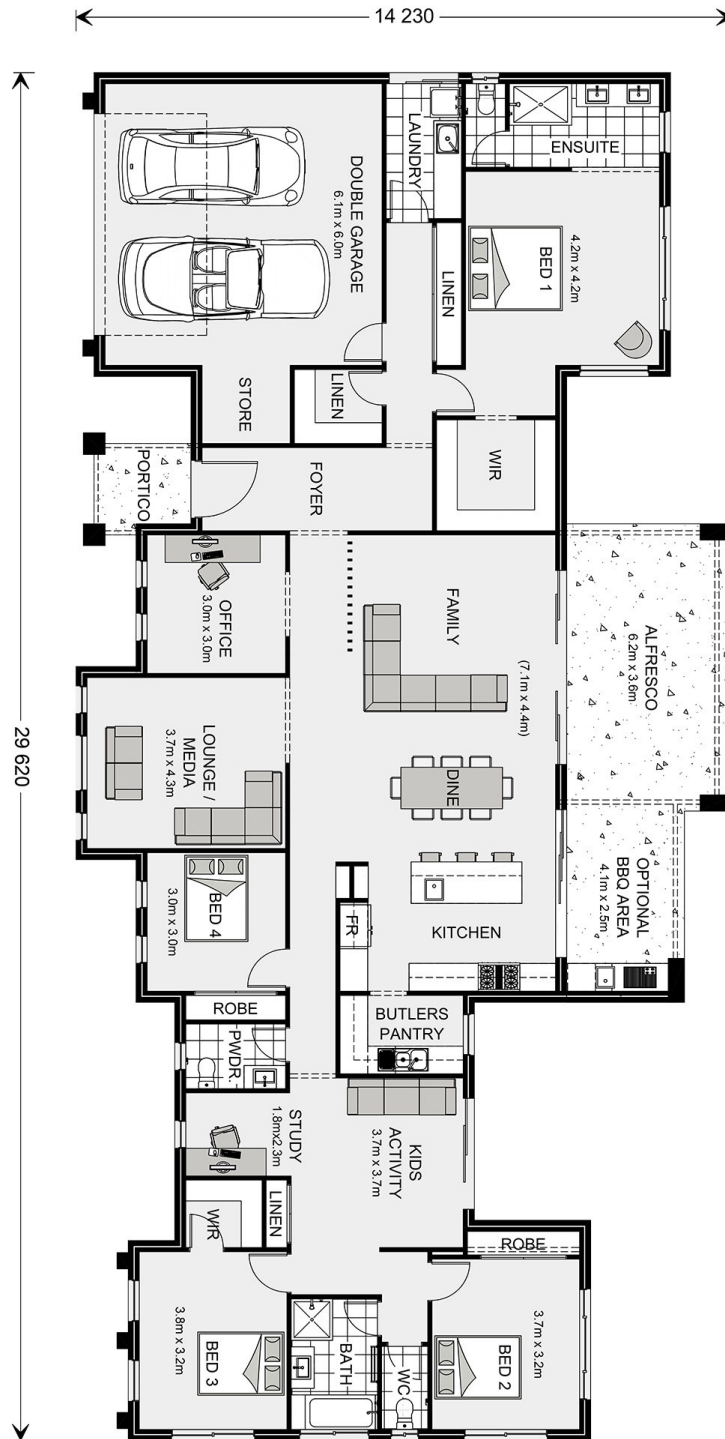 14 230
29 620
DOUBLE GARAGE
6.1m x 6.0m
LAUNDRY
ENSUITE
BED 1
4.2m x 4.2m
LINEN
LINEN
STORE
WIR
PORTICO
FOYER
OFFICE
3.0m x 3.0m
FAMILY
(7.1m x 4.4m)
ALFRESCO
6.2m x 3.6m
LOUNGE /
MEDIA
3.7m x 4.3m
DINE
BED 4
3.0m x 3.0m
FR
KITCHEN
OPTIONAL
BBQ AREA
4.1m x 2.5m
ROBE
PWDR.
BUTLERS
PANTRY
STUDY
1.8mx2.3m
KIDS
ACTIVITY
3.7m x 3.7m
WIR
LINEN
ROBE
BED 3
3.8m x 3.2m
BATH
WC
BED 2
3.7m x 3.2m